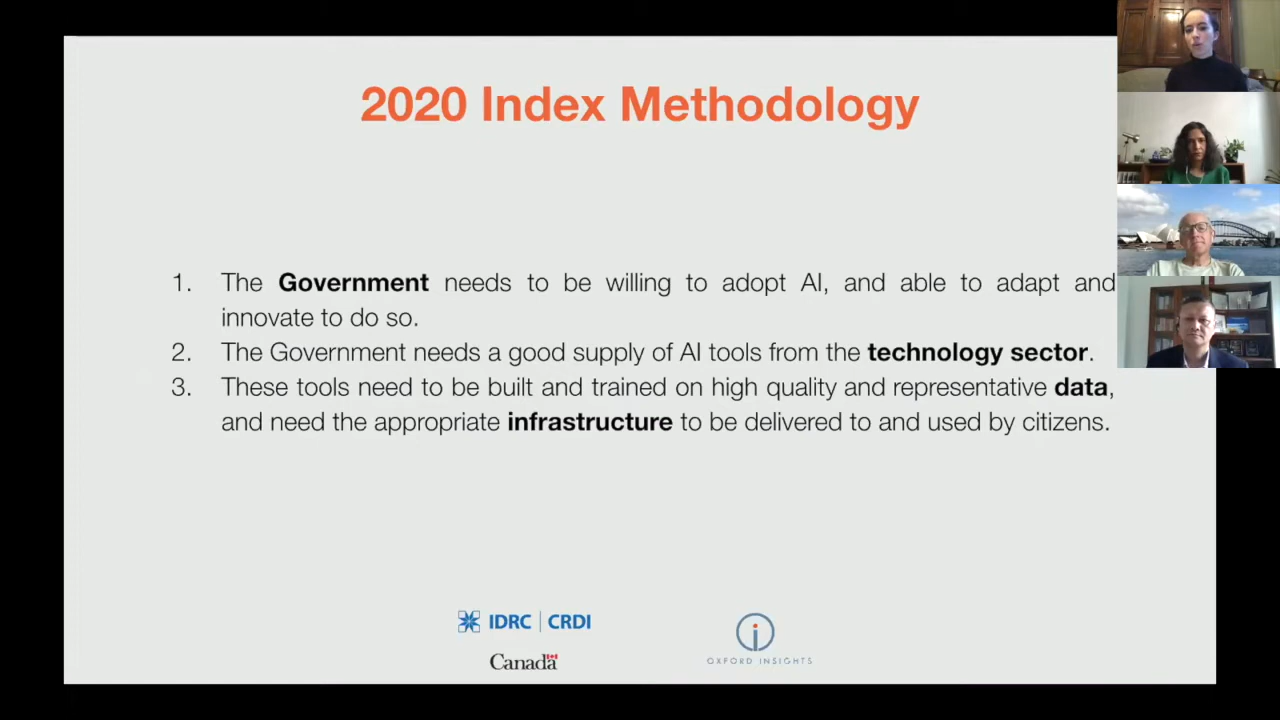 2020 Index Methodology
1. The Government needs to be willing to adopt AI, and able to adapt and
innovate to do so.
2. The Government needs a good supply of AI tools from the technology sector.
3. These tools need to be built and trained on high quality and representative data,
and need the appropriate infrastructure to be delivered to and used by citizens.
IDRC | CRDI
Canada
OXFORD INSIGHTS